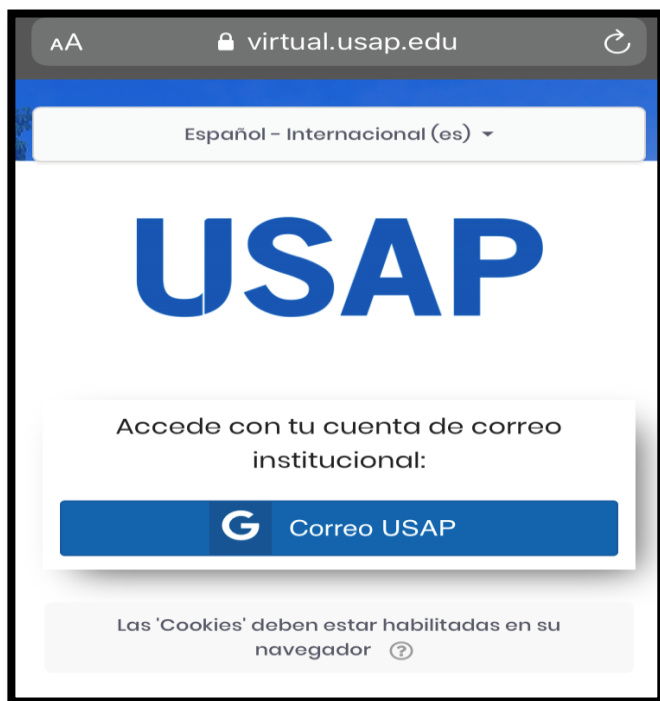 AA virtual.usap.edu
Español - Internacional (es)
USAP
Accede con tu cuenta de correo
institucional:
G Correo USAP
Las 'Cookies' deben estar habilitadas en su
navegador ?